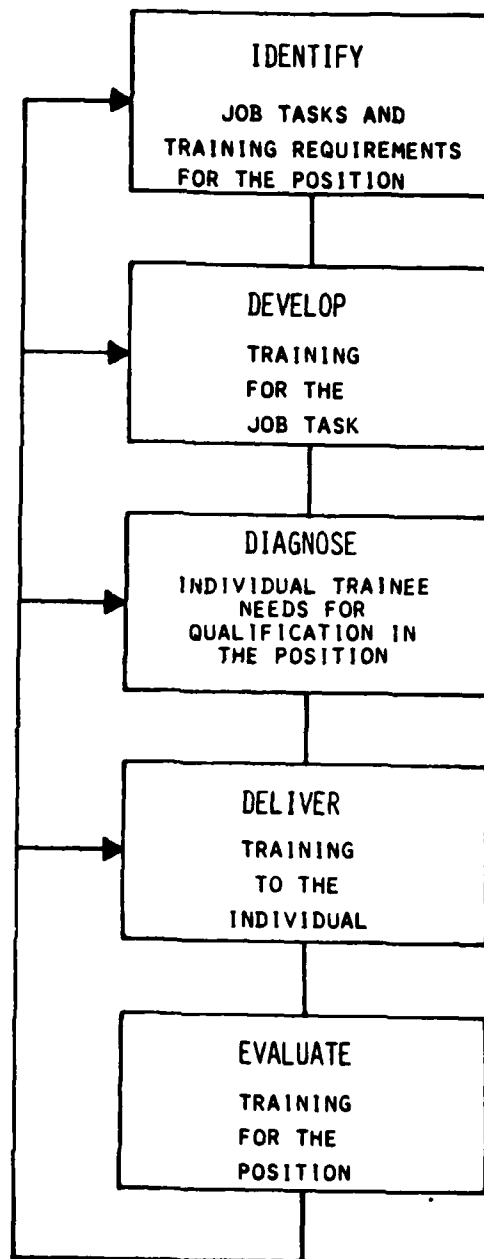 IDENTIFY
JOB TASKS AND
TRAINING REQUIREMENTS
FOR THE POSITION
DEVELOP
TRAINING
FOR THE
JOB TASK
DIAGNOSE
INDIVIDUAL TRAINEE
NEEDS FOR
QUALIFICATION IN
THE POSITION
DELIVER
TRAINING
TO THE
INDIVIDUAL
EVALUATE
TRAINING
FOR THE
POSITION